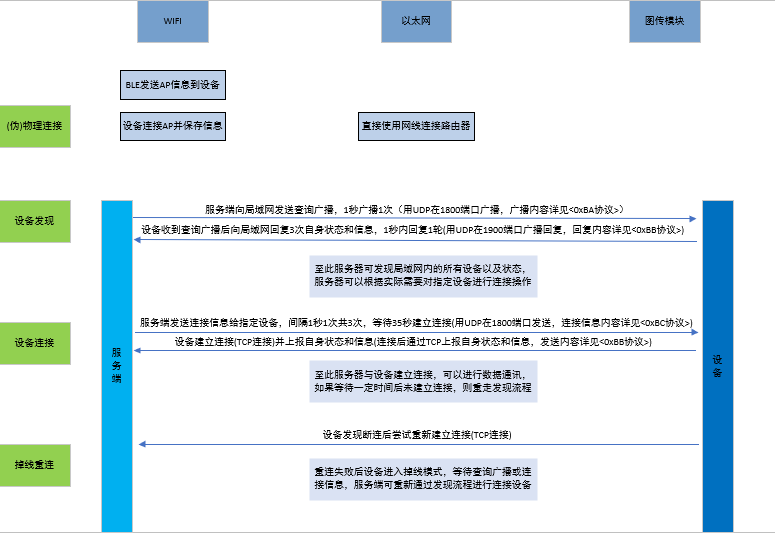 WIFI
以太网
图传模块
BLE发送AP信息到设备
(伪)物理连接
设备连接AP并保存信息
直接使用网线连接路由器
设备发现
服务端向局域网发送查询广播，1秒广播1次（用UDP在1800端口广播，广播内容详见<0xBA协议>）
设备收到查询广播后向局域网回复3次自身状态和信息，1秒内回复1轮(用UDP在1900端口广播回复，回复内容详见<0xBB协议>)
至此服务器可发现局域网内的所有设备以及状态，
服务器可以根据实际需要对指定设备进行连接操作
设备连接
服务端发送连接信息给指定设备，间隔1秒1次共3次，等待35秒建立连接(用UDP在1800端口发送，连接信息内容详见<0xBC协议>)
设备建立连接(TCP连接)并上报自身状态和信息(连接后通过TCP上报自身状态和信息，发送内容详见<0xBB协议>)
服务端
设备
至此服务器与设备建立连接，可以进行数据通讯，
如果等待一定时间后未建立连接，则重走发现流程
掉线重连
设备发现断连后尝试重新建立连接(TCP连接)
重连失败后设备进入掉线模式，等待查询广播或连
接信息，服务端可重新通过发现流程进行连接设备